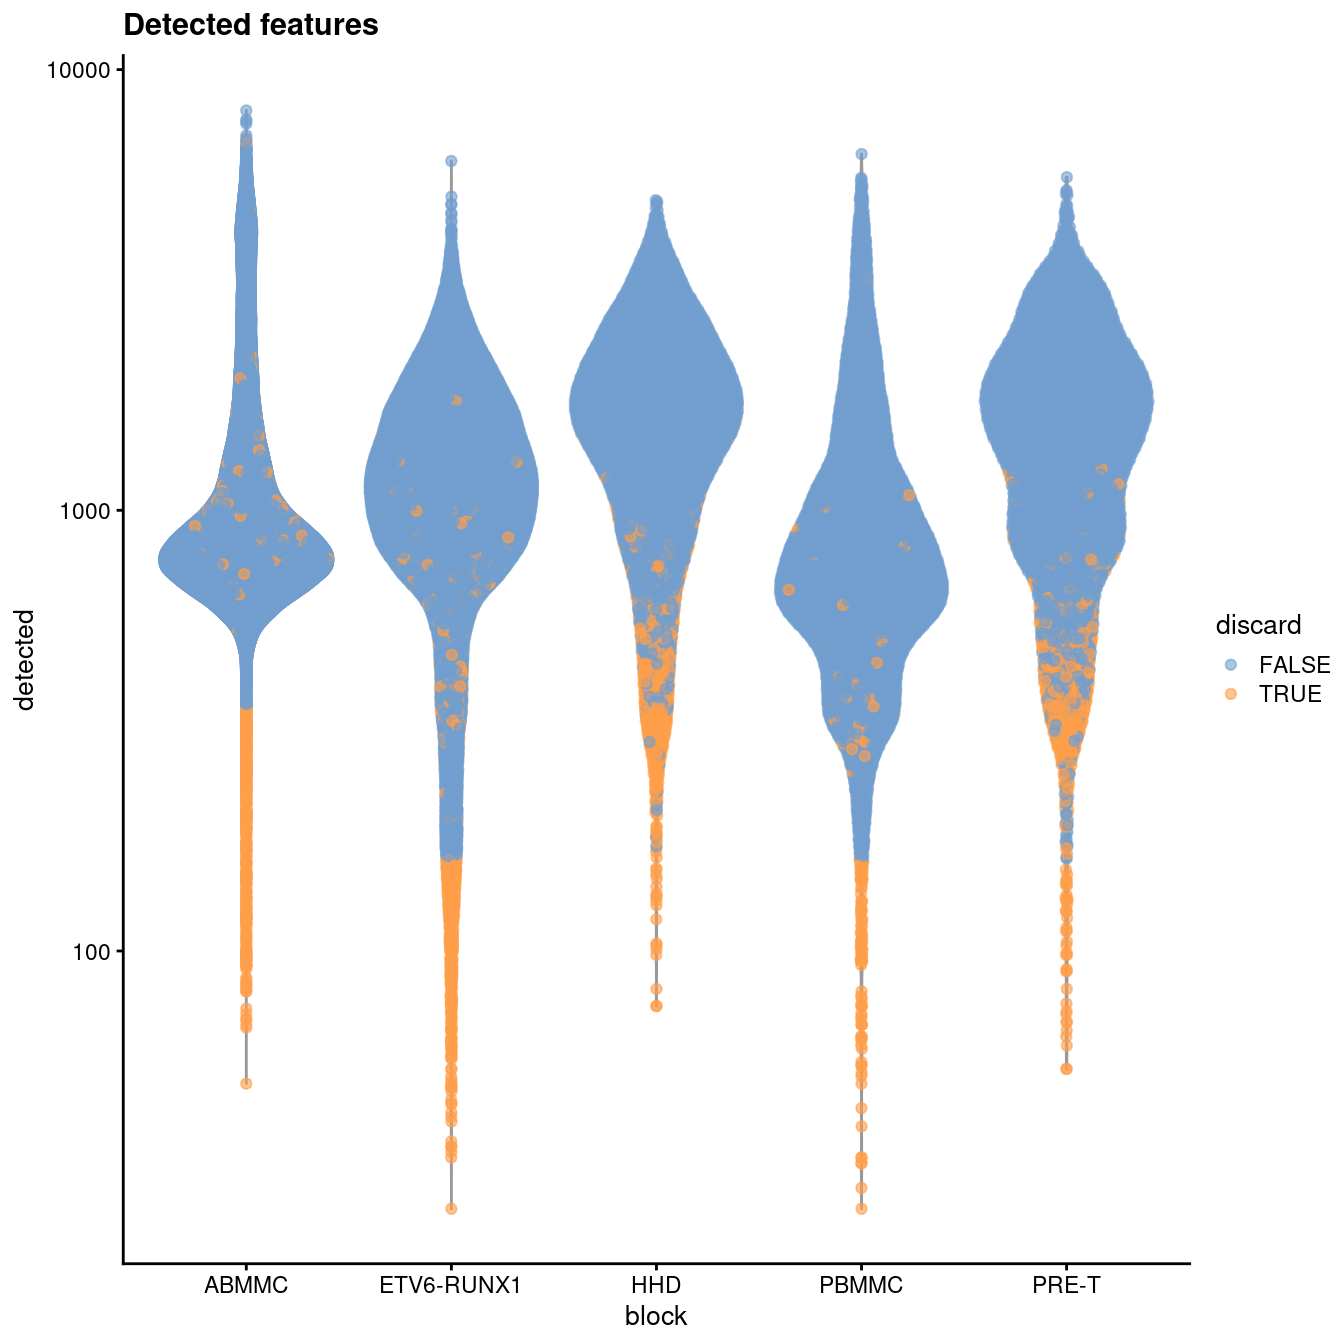 Detected features
10000
1000
100
detected
ABMMC
ETV6-RUNX1
HHD
PBMMC
PRE-T
block
discard
FALSE
TRUE